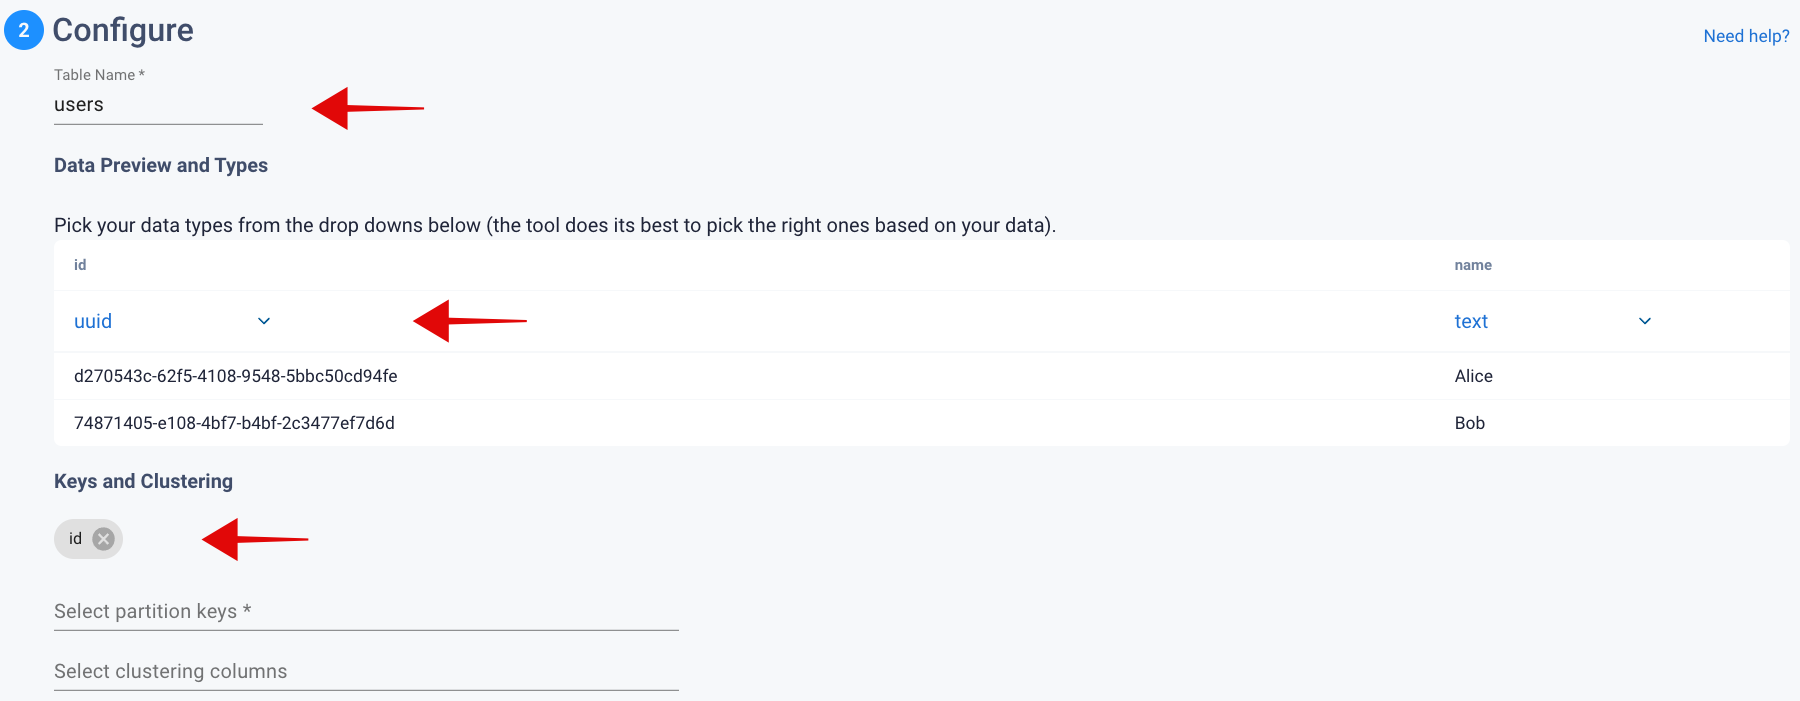 2 Configure
Need help?
Table Name *
users
Data Preview and Types
Pick your data types from the drop downs below (the tool does its best to pick the right ones based on your data).
id name
uuid text
d270543c-62f5-4108-9548-5bbc50cd94fe Alice
74871405-e108-4bf7-b4bf-2c3477ef7d6d Bob
Keys and Clustering
id
Select partition keys *
Select clustering columns